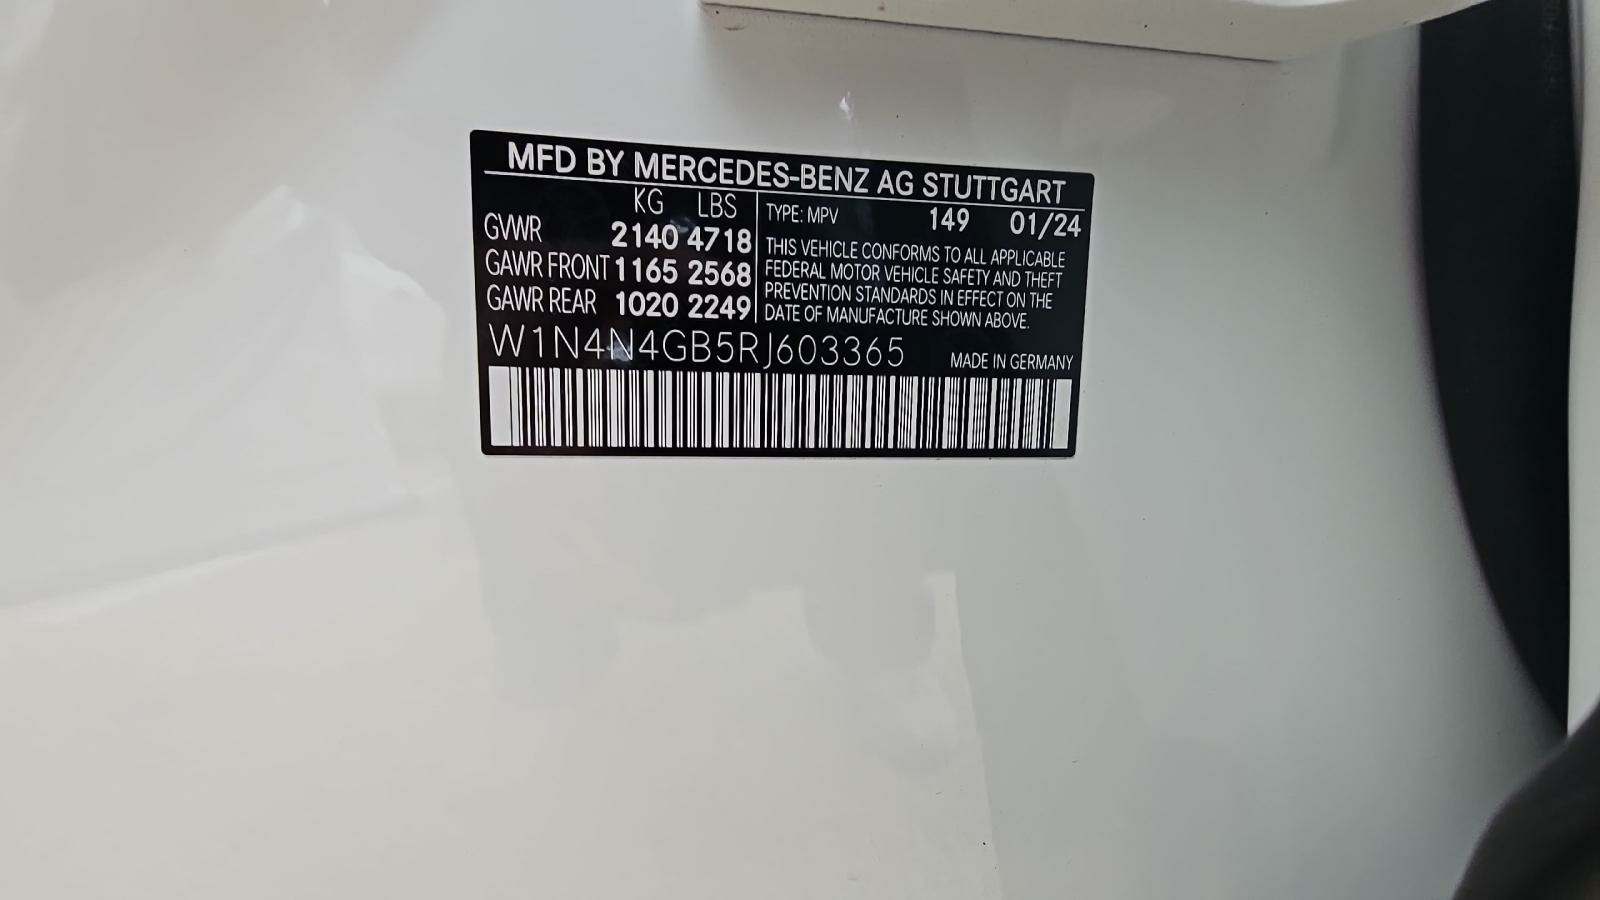 MFD BY MERCEDES-BENZ AG STUTTGART
KG LBS
GVWR 2140 4718
GAWR FRONT 1165 2568
GAWR REAR 1020 2249
TYPE: MPV 149 01/24
THIS VEHICLE CONFORMS TO ALL APPLICABLE
FEDERAL MOTOR VEHICLE SAFETY AND THEFT
PREVENTION STANDARDS IN EFFECT ON THE
DATE OF MANUFACTURE SHOWN ABOVE.
W1N4N4GB5RJ603365
MADE IN GERMANY